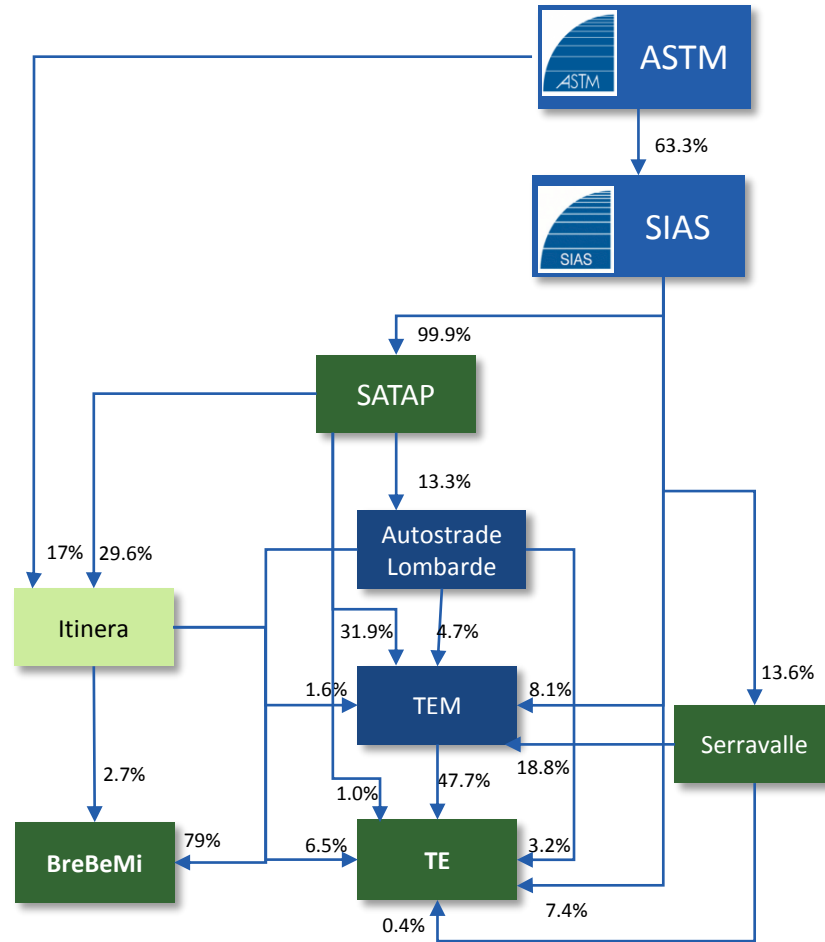 ASTM
ASTM
63.3%
SIAS
SIAS
99.9%
SATAP
13.3%
Autostrade
Lombarde
17%
29.6%
Itinera
31.9%
4.7%
13.6%
1.6%
TEM
8.1%
Serravalle
18.8%
2.7%
47.7%
1.0%
79%
BreBeMi
6.5%
TE
3.2%
7.4%
0.4%